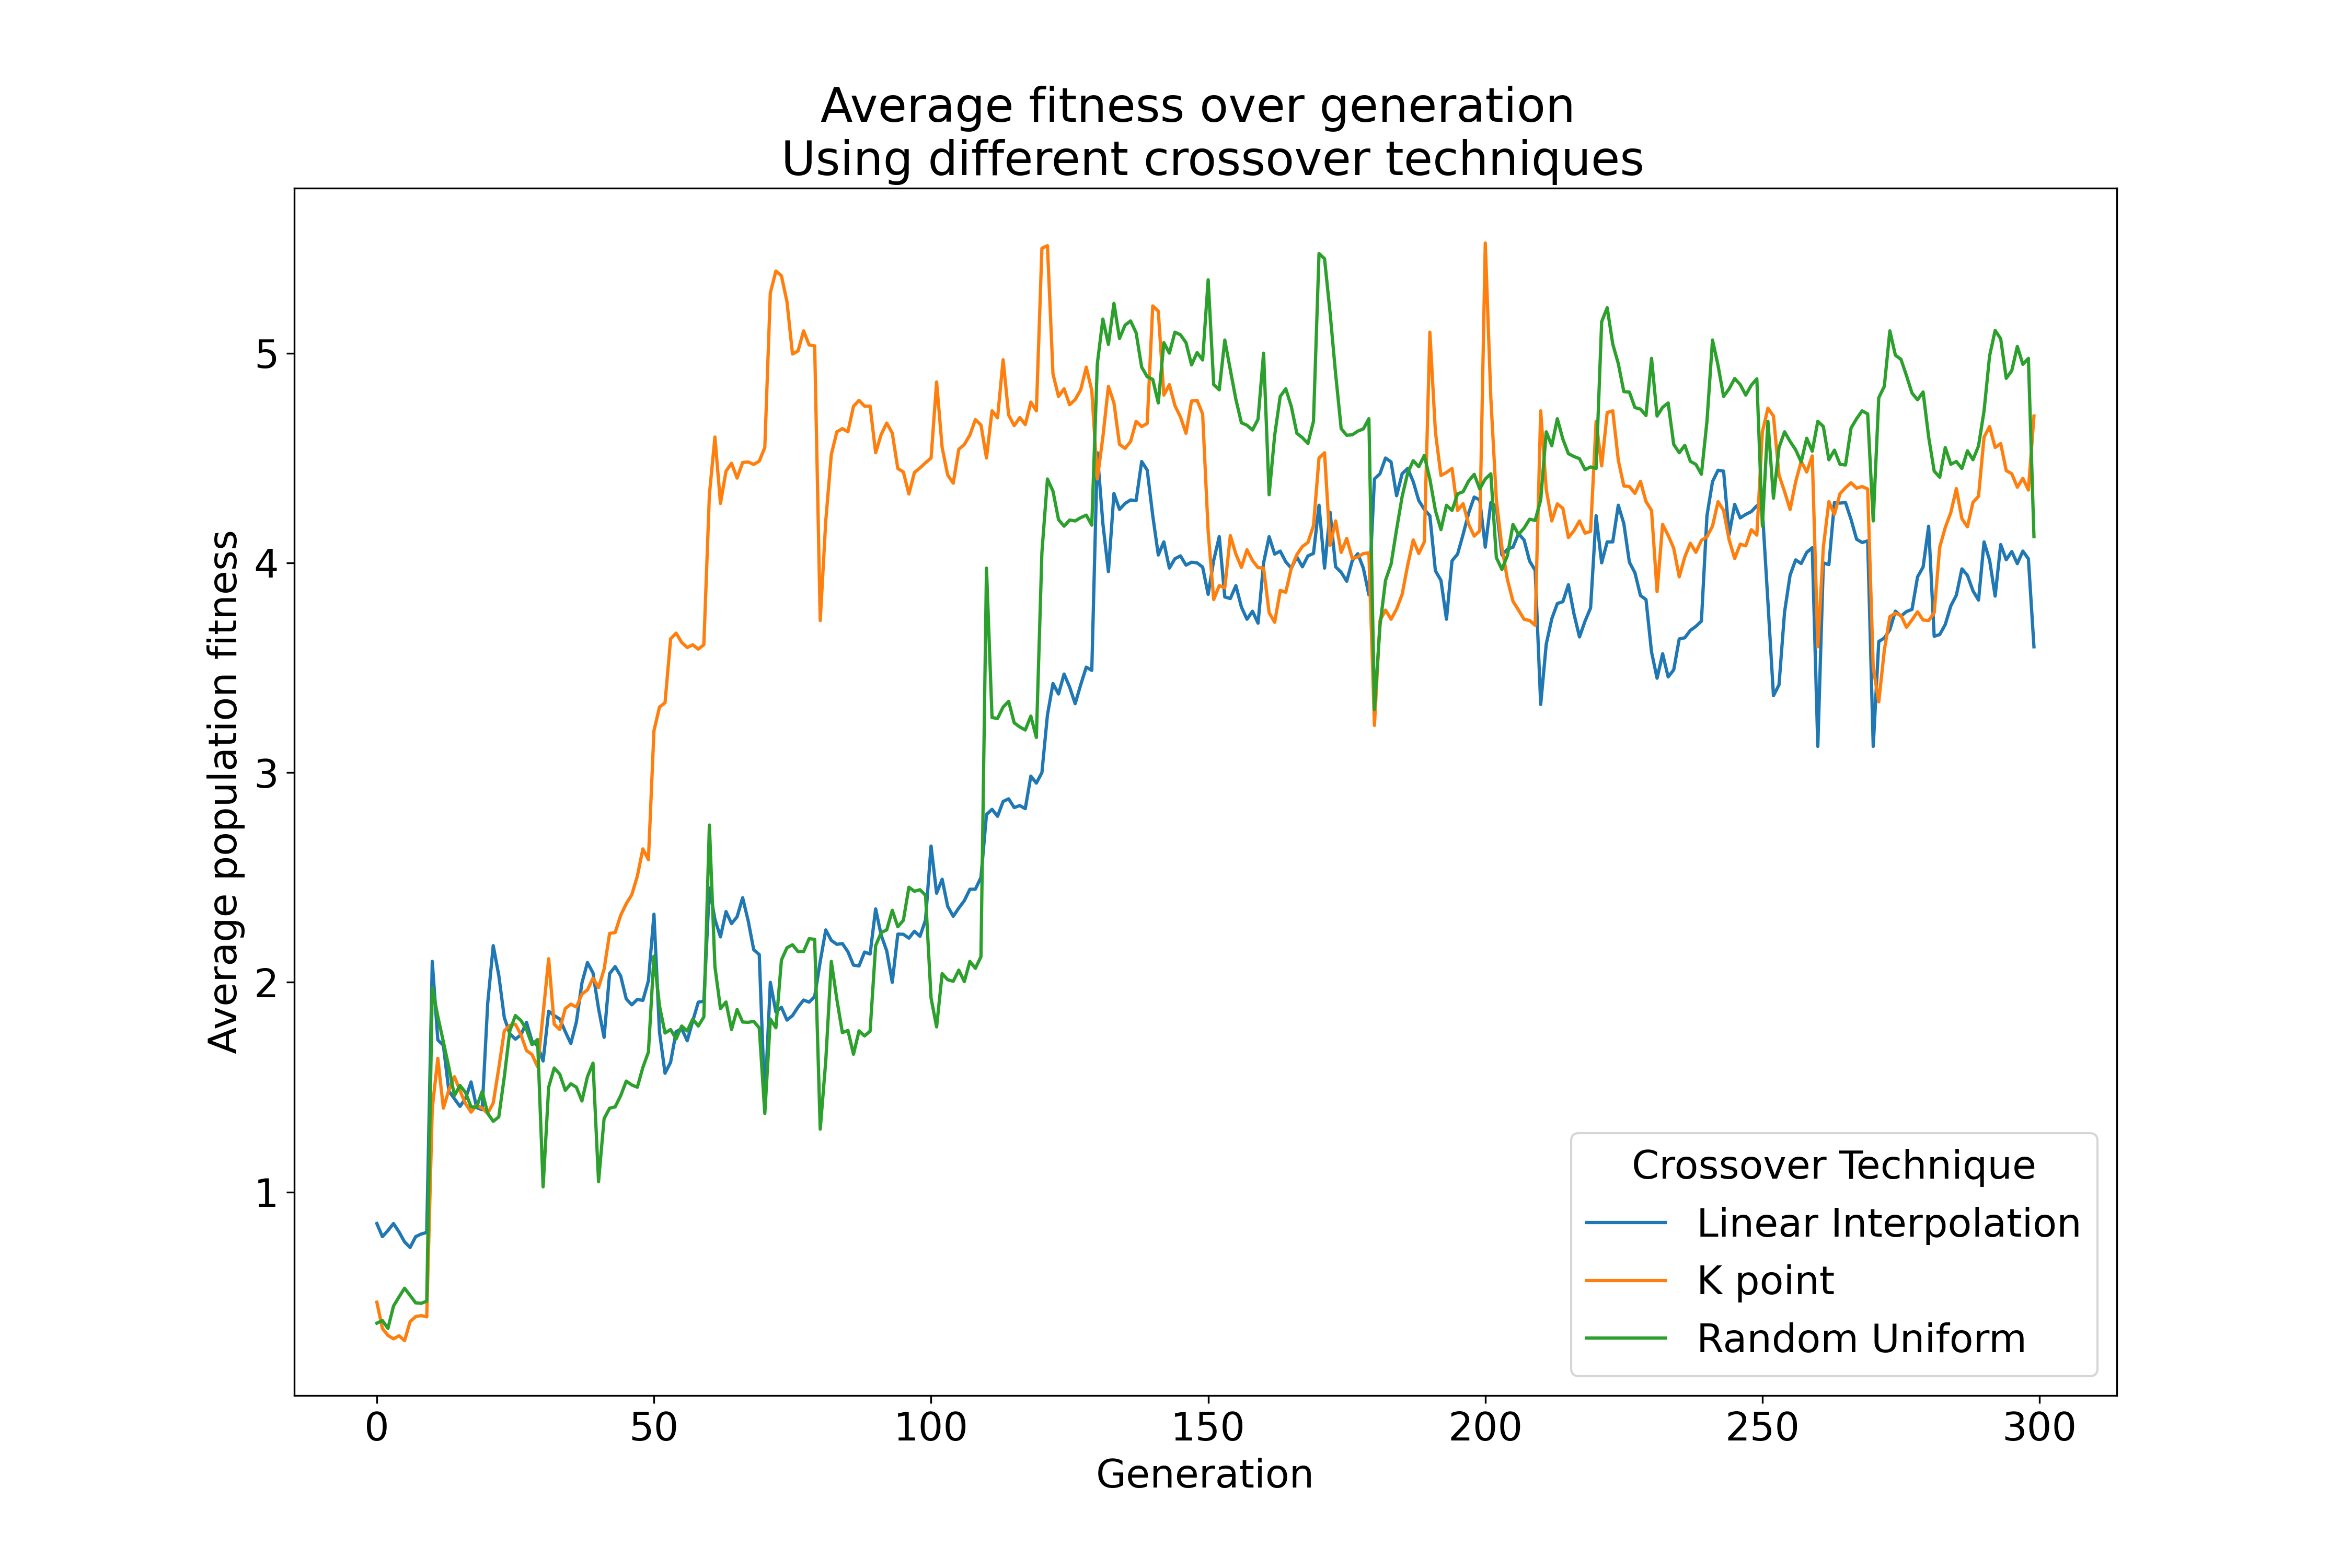 Average fitness over generation
Using different crossover techniques
Average population fitness
5
4
3
2
1
0 50 100 150 200 250 300
Generation
Crossover Technique
Linear Interpolation
K point
Random Uniform